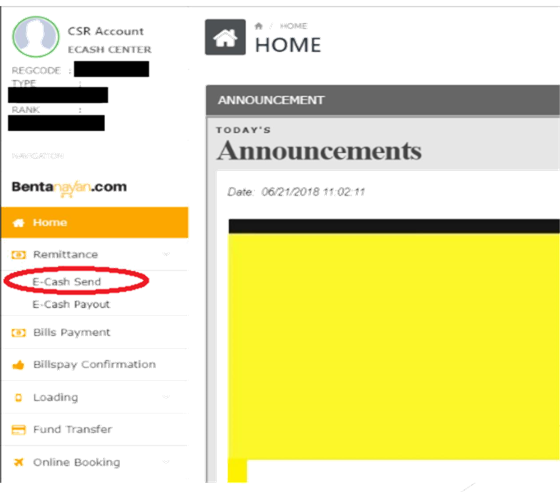 CSR Account
ECASH CENTER
REGCODE :
TYPE :
RANK :
NAVIGATION
Bentanayan.com
Home
Remittance
E-Cash Send
E-Cash Payout
Bills Payment
Billspay Confirmation
Loading
Fund Transfer
Online Booking
/ HOME
HOME
ANNOUNCEMENT
TODAY'S
Announcements
Date: 06/21/2018 11:02:11